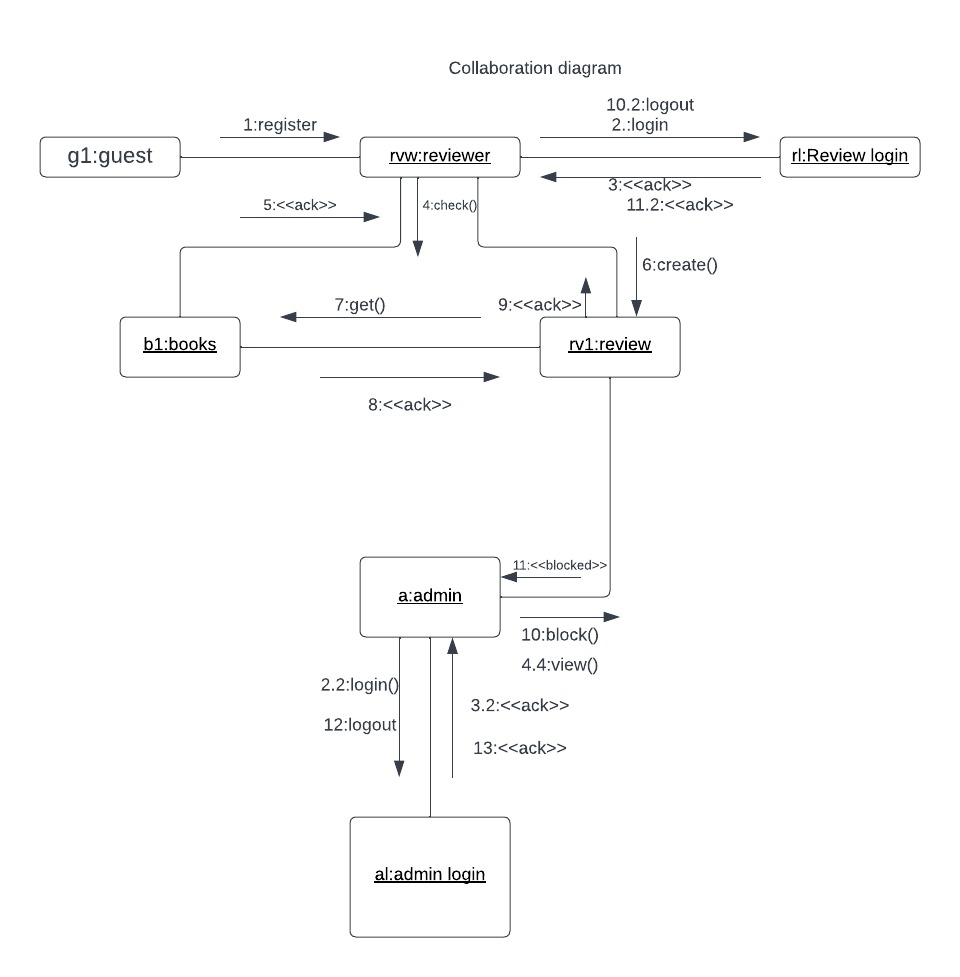 Collaboration diagram
10.2:logout
1:register
2.:login
g1:guest
rvw:reviewer
rl:Review login
3:<<ack>>
5:<<ack>>
4:check()
11.2:<<ack>>
6:create()
7:get()
9:<<ack>>
b1:books
rv1:review
8:<<ack>>
11:<<blocked>>
a:admin
10:block()
4.4:view()
2.2:login()
3.2:<<ack>>
12:logout
13:<<ack>>
al:admin login